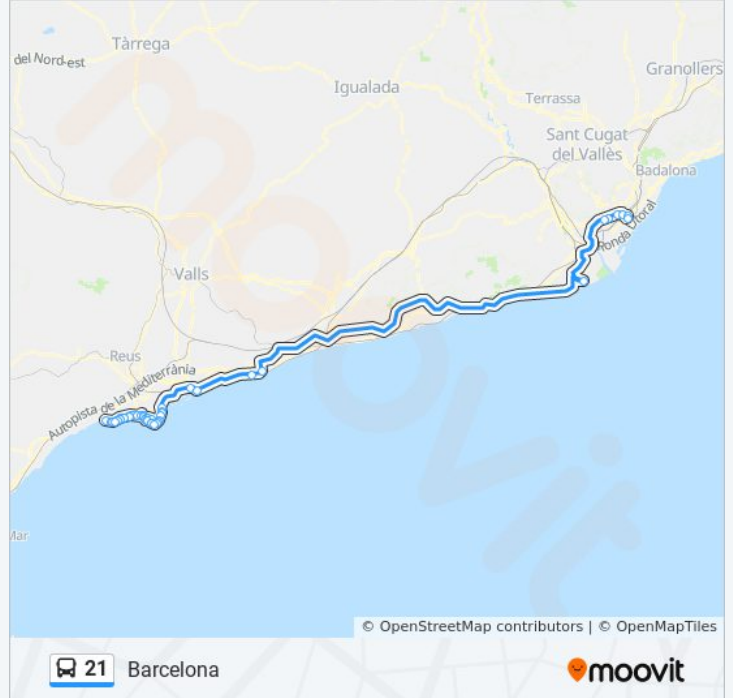 Tàrrega
del Nord-est
Igualada
Granollers
Terrassa
Sant Cugat
del Vallès
Badalona
Ronda Litoral
Valls
Reus
Autopista de la Mediterrània
Mar
moovit
© OpenStreetMap contributors | © OpenMapTiles
21 Barcelona
moovit